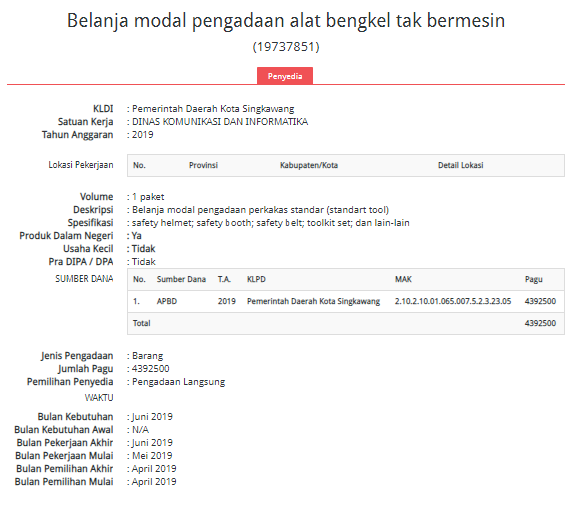 Belanja modal pengadaan alat bengkel tak bermesin
(19737851)
Penyedia
KLDI : Pemerintah Daerah Kota Singkawang
Satuan Kerja : DINAS KOMUNIKASI DAN INFORMATIKA
Tahun Anggaran : 2019
Lokasi Pekerjaan No. Provinsi Kabupaten/Kota Detail Lokasi
Volume : 1 paket
Deskripsi : Belanja modal pengadaan perkakas standar (standart tool)
Spesifikasi : safety helmet; safety booth; safety belt; toolkit set; dan lain-lain
Produk Dalam Negeri : Ya
Usaha Kecil : Tidak
Pra DIPA / DPA : Tidak
SUMBER DANA No. Sumber Dana T.A. KLPD MAK Pagu
1. APBD 2019 Pemerintah Daerah Kota Singkawang 2.10.2.10.01.065.007.5.2.3.23.05 4392500
Total 4392500
Jenis Pengadaan : Barang
Jumlah Pagu : 4392500
Pemilihan Penyedia : Pengadaan Langsung
WAKTU
Bulan Kebutuhan : Juni 2019
Bulan Kebutuhan Awal : N/A
Bulan Pekerjaan Akhir : Juni 2019
Bulan Pekerjaan Mulai : Mei 2019
Bulan Pemilihan Akhir : April 2019
Bulan Pemilihan Mulai : April 2019